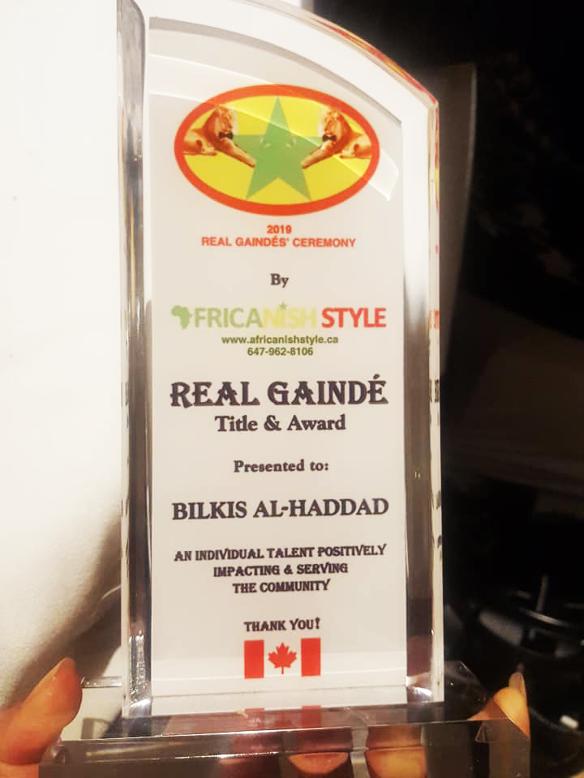 2019
REAL GAINDÉS' CEREMONY
By
AFRICANISH STYLE
www.africanishstyle.ca
647-962-8106
REAL GAINDÉ
Title & Award
Presented to:
BILKIS AL-HADDAD
AN INDIVIDUAL TALENT POSITIVELY
IMPACTING & SERVING
THE COMMUNITY
THANK YOU!